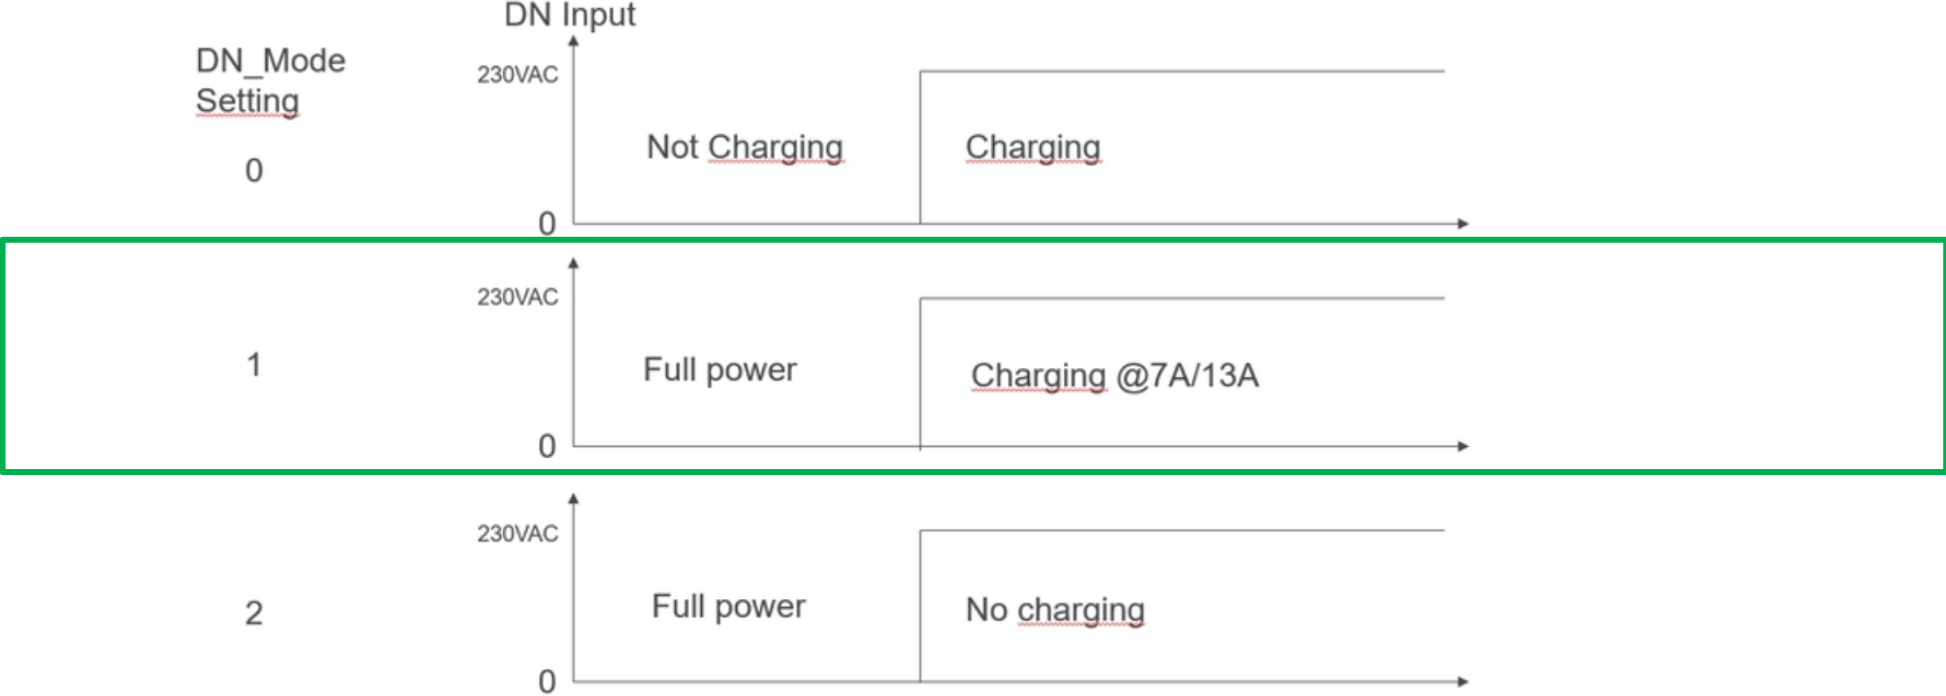 DN Input
DN_Mode
Setting
230VAC
Not Charging
Charging
0
0
230VAC
1
Full power
Charging @7A/13A
0
230VAC
2
Full power
No charging
0